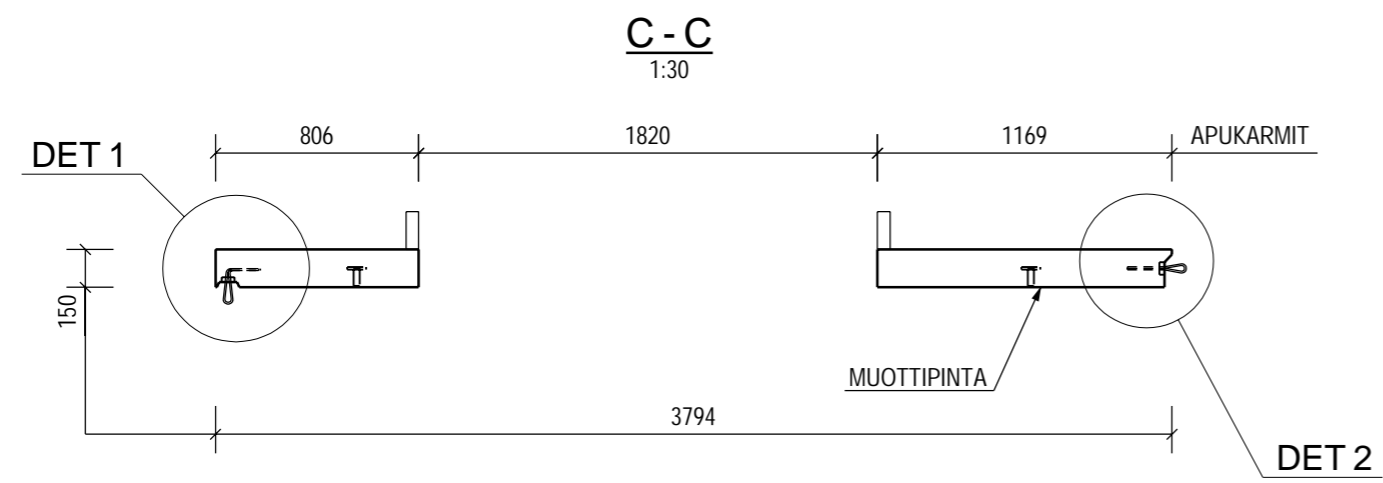 C - C
1:30
806
1820
1169
APUKARMIT
DET 1
150
MUOTTIPINTA
3794
DET 2